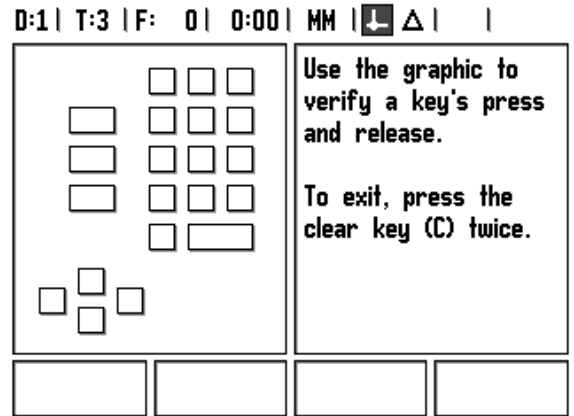 D:1 | T:3 | F: 0 | 0:00 | MM | Δ | |
Use the graphic to
verify a key's press
and release.
To exit, press the
clear key (C) twice.